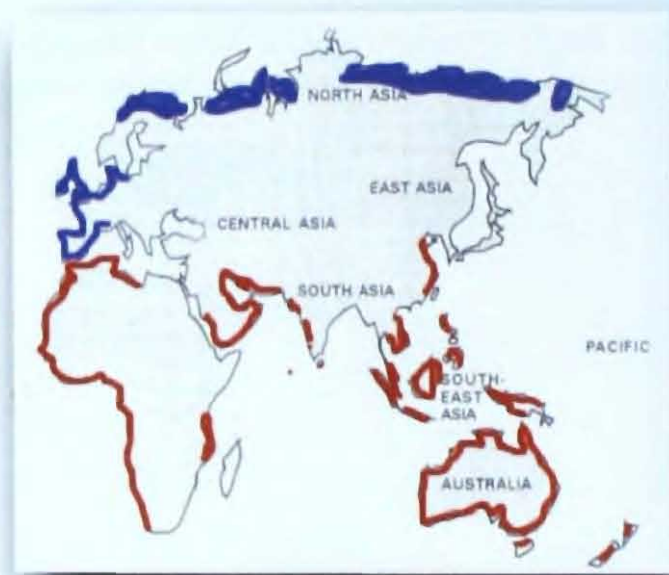 NORTH ASIA
EAST ASIA
CENTRAL ASIA
SOUTH ASIA
PACIFIC
SOUTH-
EAST
ASIA
AUSTRALIA